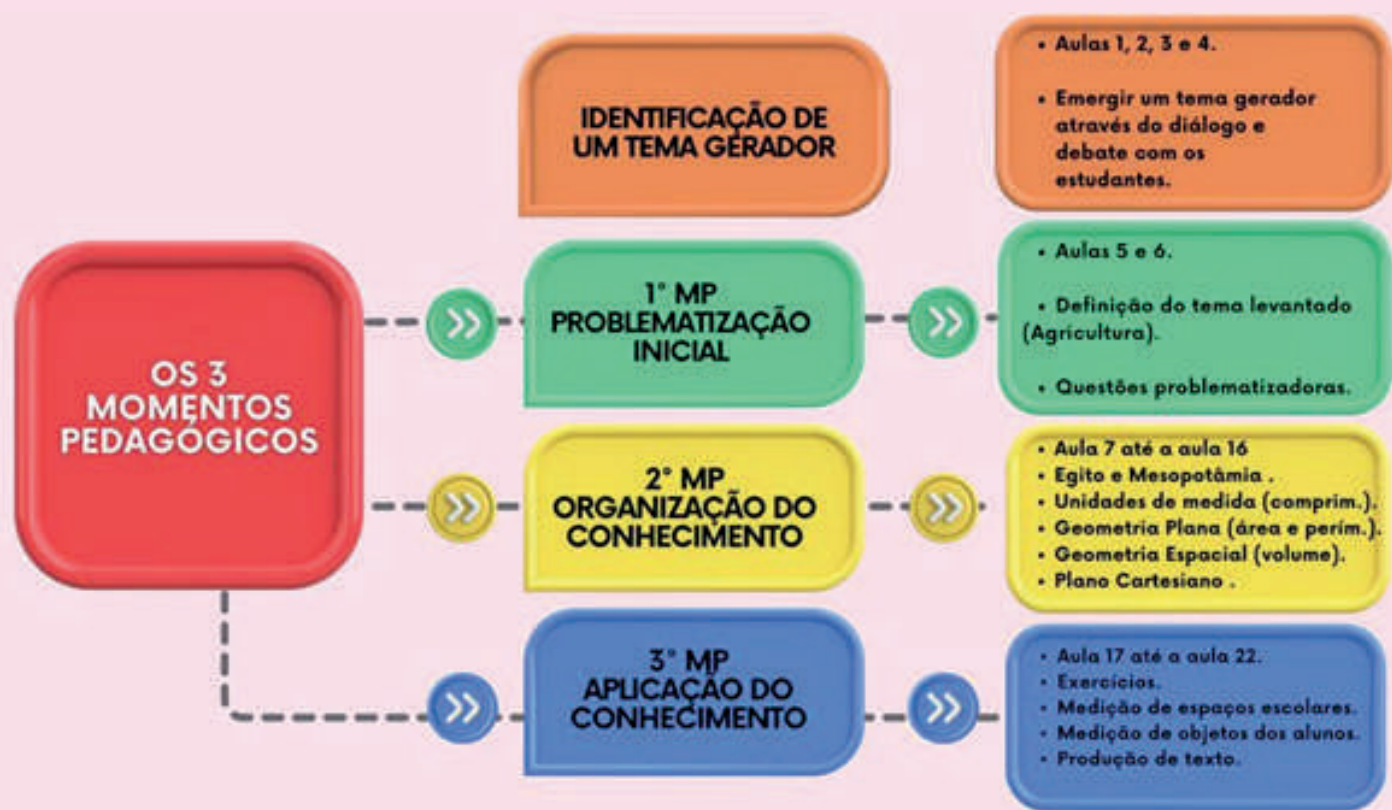 OS 3
MOMENTOS
PEDAGÓGICOS
IDENTIFICAÇÃO DE
UM TEMA GERADOR
• Aulas 1, 2, 3 e 4.
• Emergir um tema gerador
através do diálogo e
debate com os
estudantes.
1° MP
PROBLEMATIZAÇÃO
INICIAL
• Aulas 5 e 6.
• Definição do tema levantado
(Agricultura).
• Questões problematizadoras.
2° MP
ORGANIZAÇÃO DO
CONHECIMENTO
• Aula 7 até a aula 16
• Egito e Mesopotâmia .
• Unidades de medida (comprim.).
• Geometria Plana (área e perím.).
• Geometria Espacial (volume).
• Plano Cartesiano .
3° MP
APLICAÇÃO DO
CONHECIMENTO
• Aula 17 até a aula 22.
• Exercícios.
• Medição de espaços escolares.
• Medição de objetos dos alunos.
• Produção de texto.